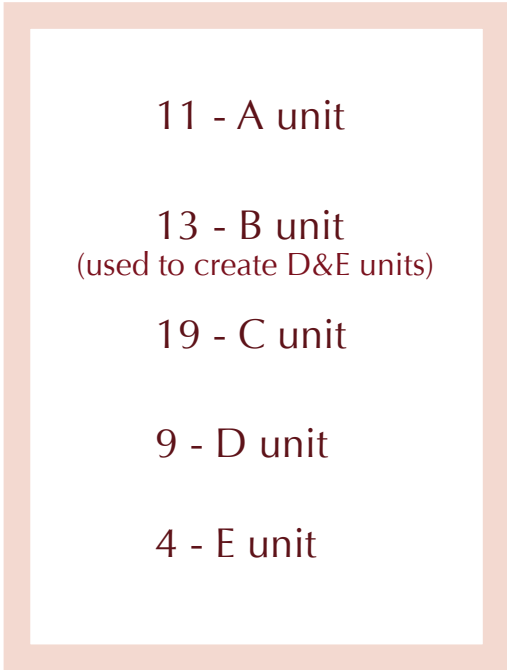 11 - A unit
13 - B unit
(used to create D&E units)
19 - C unit
9 - D unit
4 - E unit